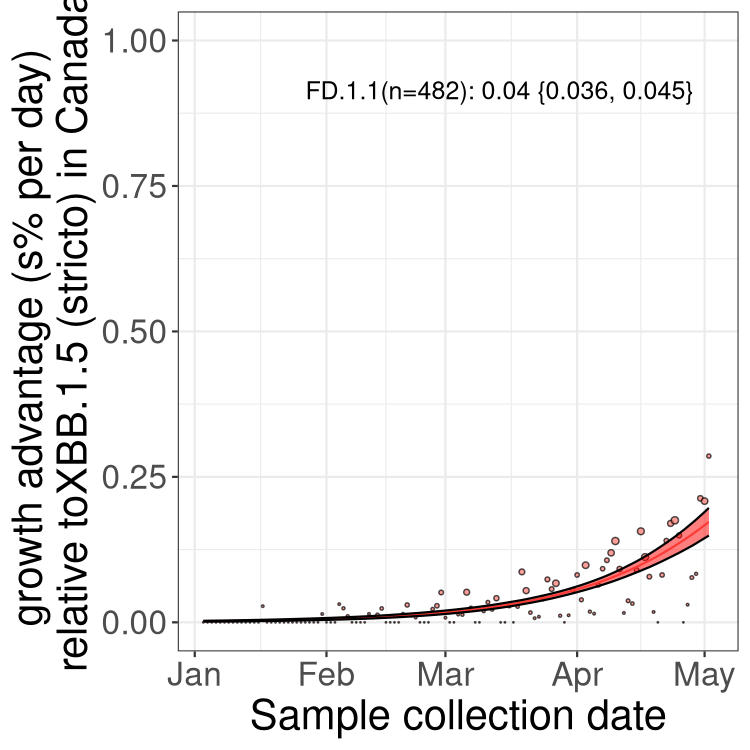 growth advantage (s% per day)
relative toXBB.1.5 (stricto) in Canada
1.00
0.75
0.50
0.25
0.00
FD.1.1(n=482): 0.04 {0.036, 0.045}
Jan Feb Mar Apr May
Sample collection date